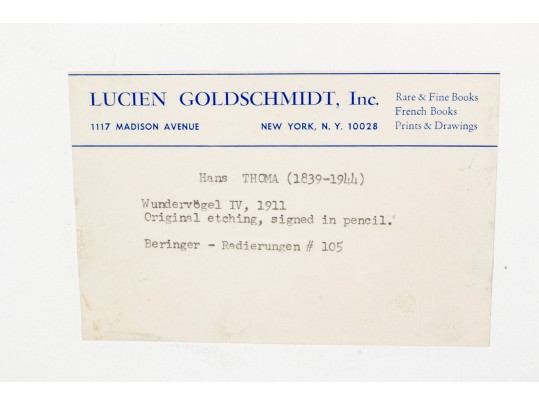 LUCIEN GOLDSCHMIDT, Inc.
Rare & Fine Books
French Books
1117 MADISON AVENUE NEW YORK, N. Y. 10028 Prints & Drawings
Hans THOMA (1839-1944)
Wundervögel IV, 1911
Original etching, signed in pencil.
Beringer - Radierungen # 105